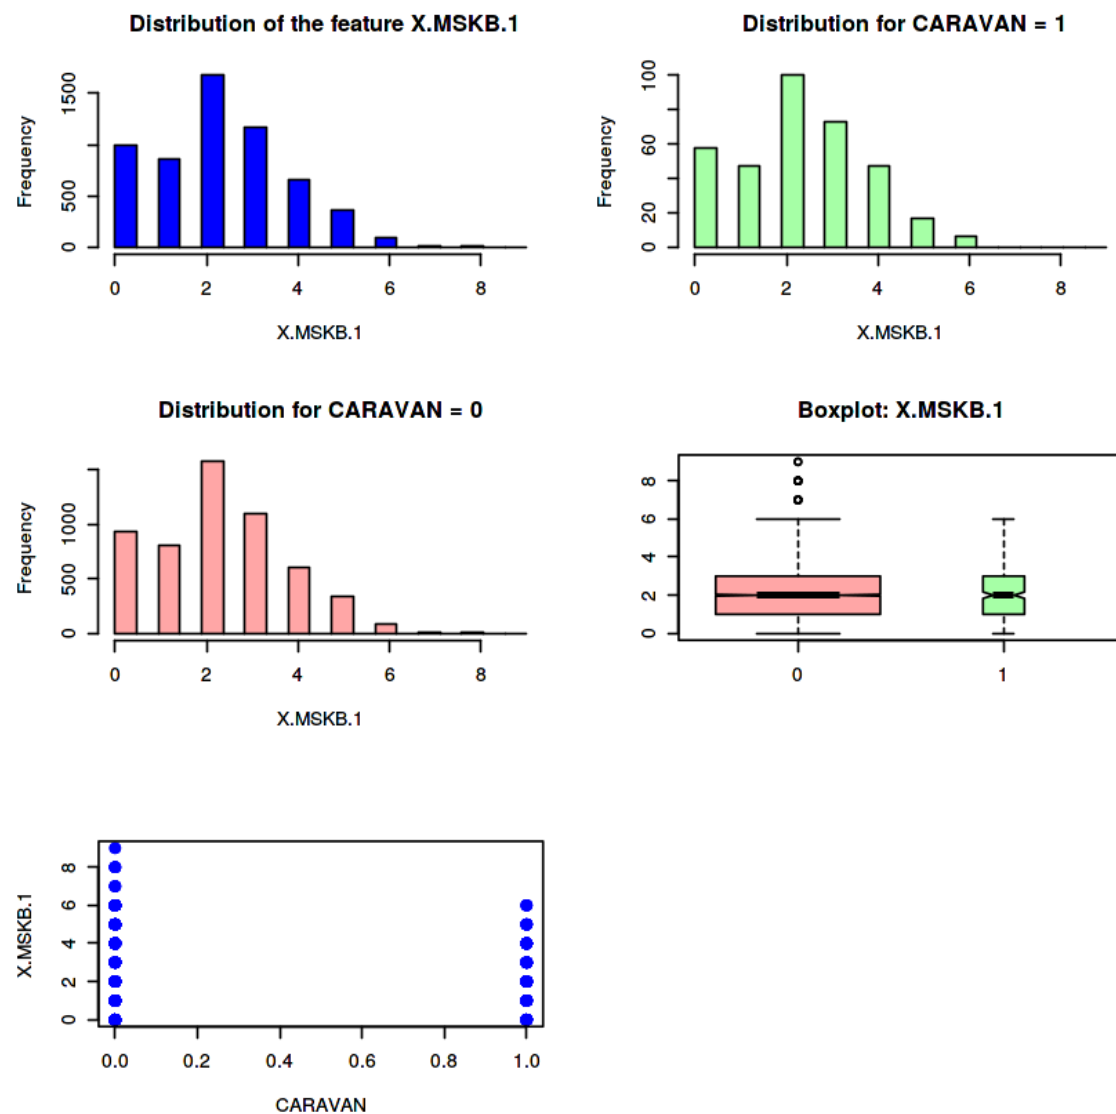 Distribution of the feature X.MSKB.1
Frequency
1500
500
0
0 2 4 6 8
X.MSKB.1
Distribution for CARAVAN = 1
Frequency
100
60
20
0
0 2 4 6 8
X.MSKB.1
Distribution for CARAVAN = 0
Frequency
1000
500
0
0 2 4 6 8
X.MSKB.1
Boxplot: X.MSKB.1
8
6
4
2
0
0 1
X.MSKB.1
8
6
4
2
0
0.0 0.2 0.4 0.6 0.8 1.0
CARAVAN